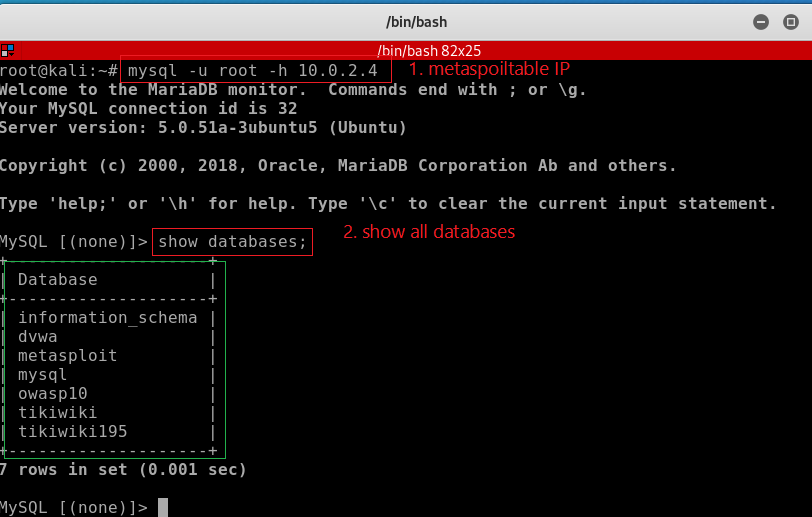 /bin/bash
/bin/bash 82x25
root@kali:~# mysql -u root -h 10.0.2.4 1. metaspoiltable IP
Welcome to the MariaDB monitor.  Commands end with ; or \g.
Your MySQL connection id is 32
Server version: 5.0.51a-3ubuntu5 (Ubuntu)
Copyright (c) 2000, 2018, Oracle, MariaDB Corporation Ab and others.
Type 'help;' or '\h' for help. Type '\c' to clear the current input statement.
MySQL [(none)]> show databases; 2. show all databases
+--------------------+
| Database           |
+--------------------+
| information_schema |
| dvwa               |
| metasploit         |
| mysql              |
| owasp10            |
| tikiwiki           |
| tikiwiki195        |
+--------------------+
7 rows in set (0.001 sec)
MySQL [(none)]>